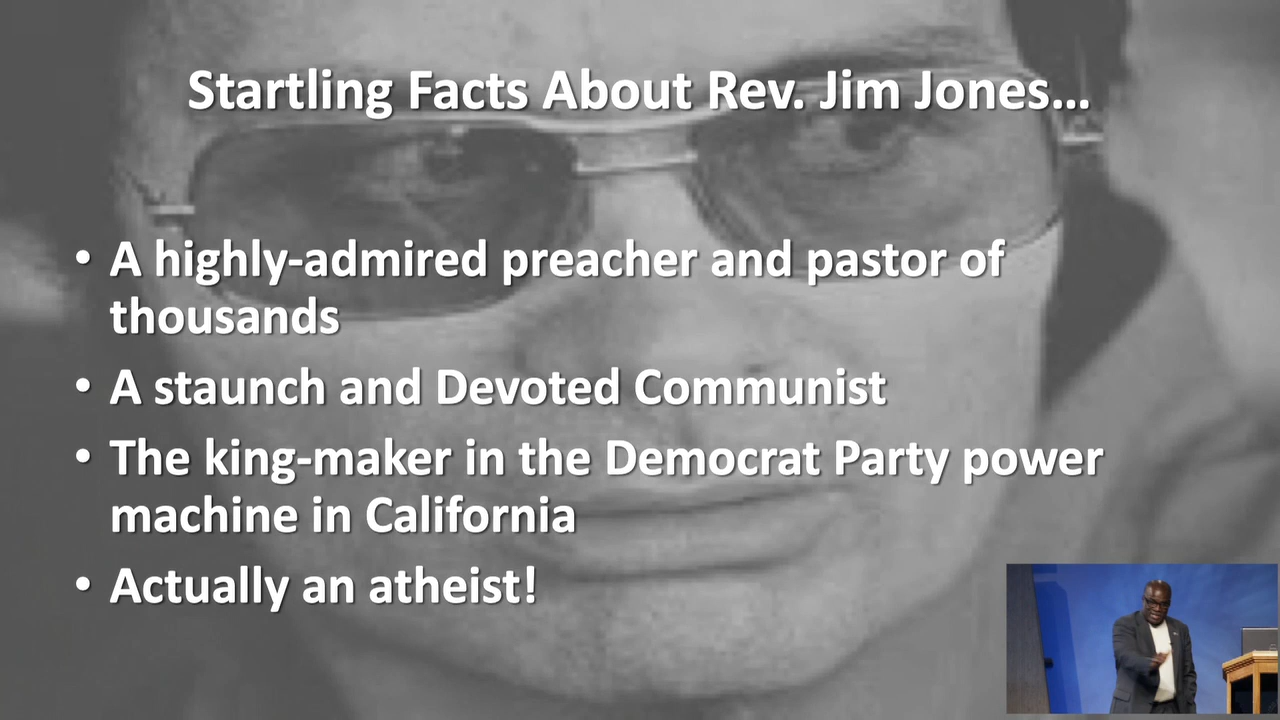 Startling Facts About Rev. Jim Jones...
• A highly-admired preacher and pastor of
thousands
• A staunch and Devoted Communist
• The king-maker in the Democrat Party power
machine in California
• Actually an atheist!